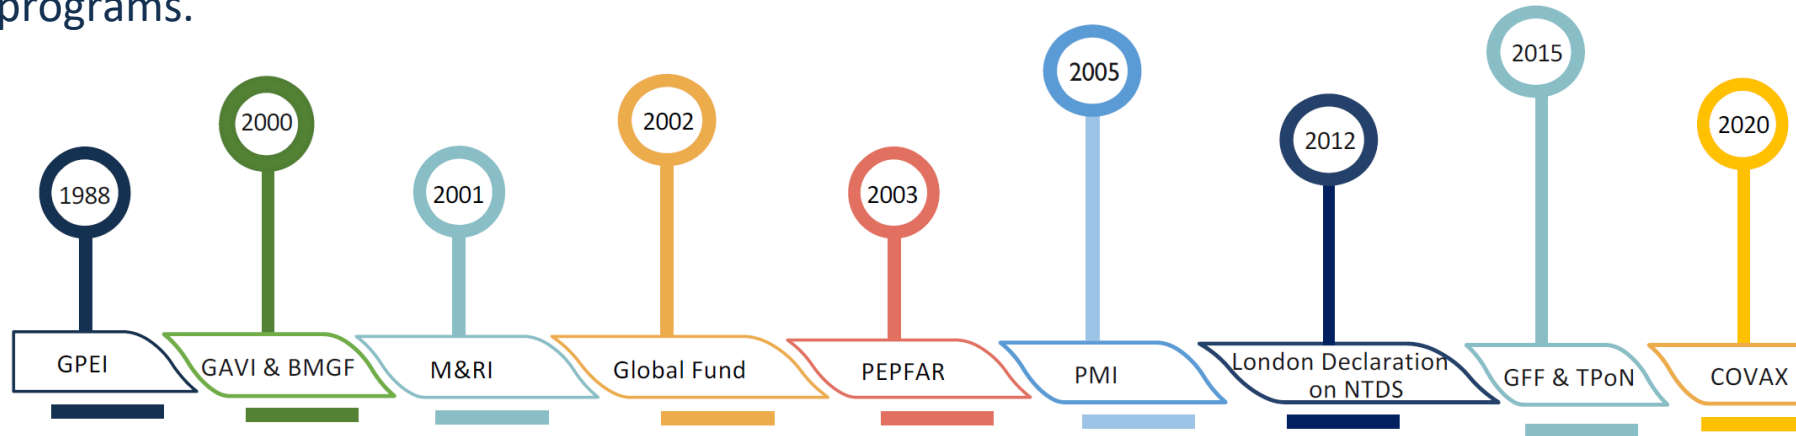 programs.
1988
2000
2001
2002
2003
2005
2012
2015
2020
GPEI
GAVI & BMGF
M&RI
Global Fund
PEPFAR
PMI
London Declaration
on NTDS
GFF & TPoN
COVAX